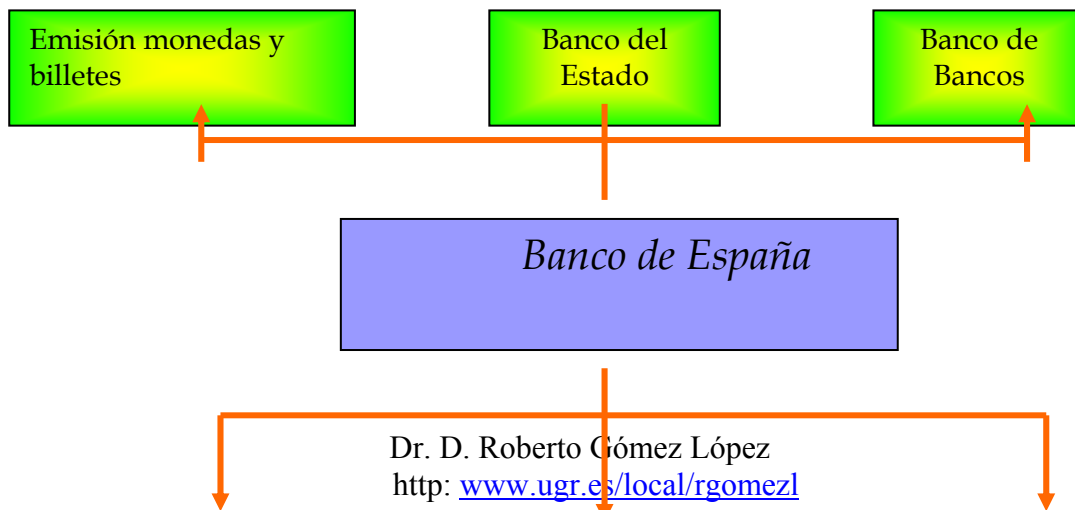 Emisión monedas y
billetes
Banco del
Estado
Banco de
Bancos
Banco de España
Dr. D. Roberto Gómez López
http: www.ugr.es/local/rgomezl